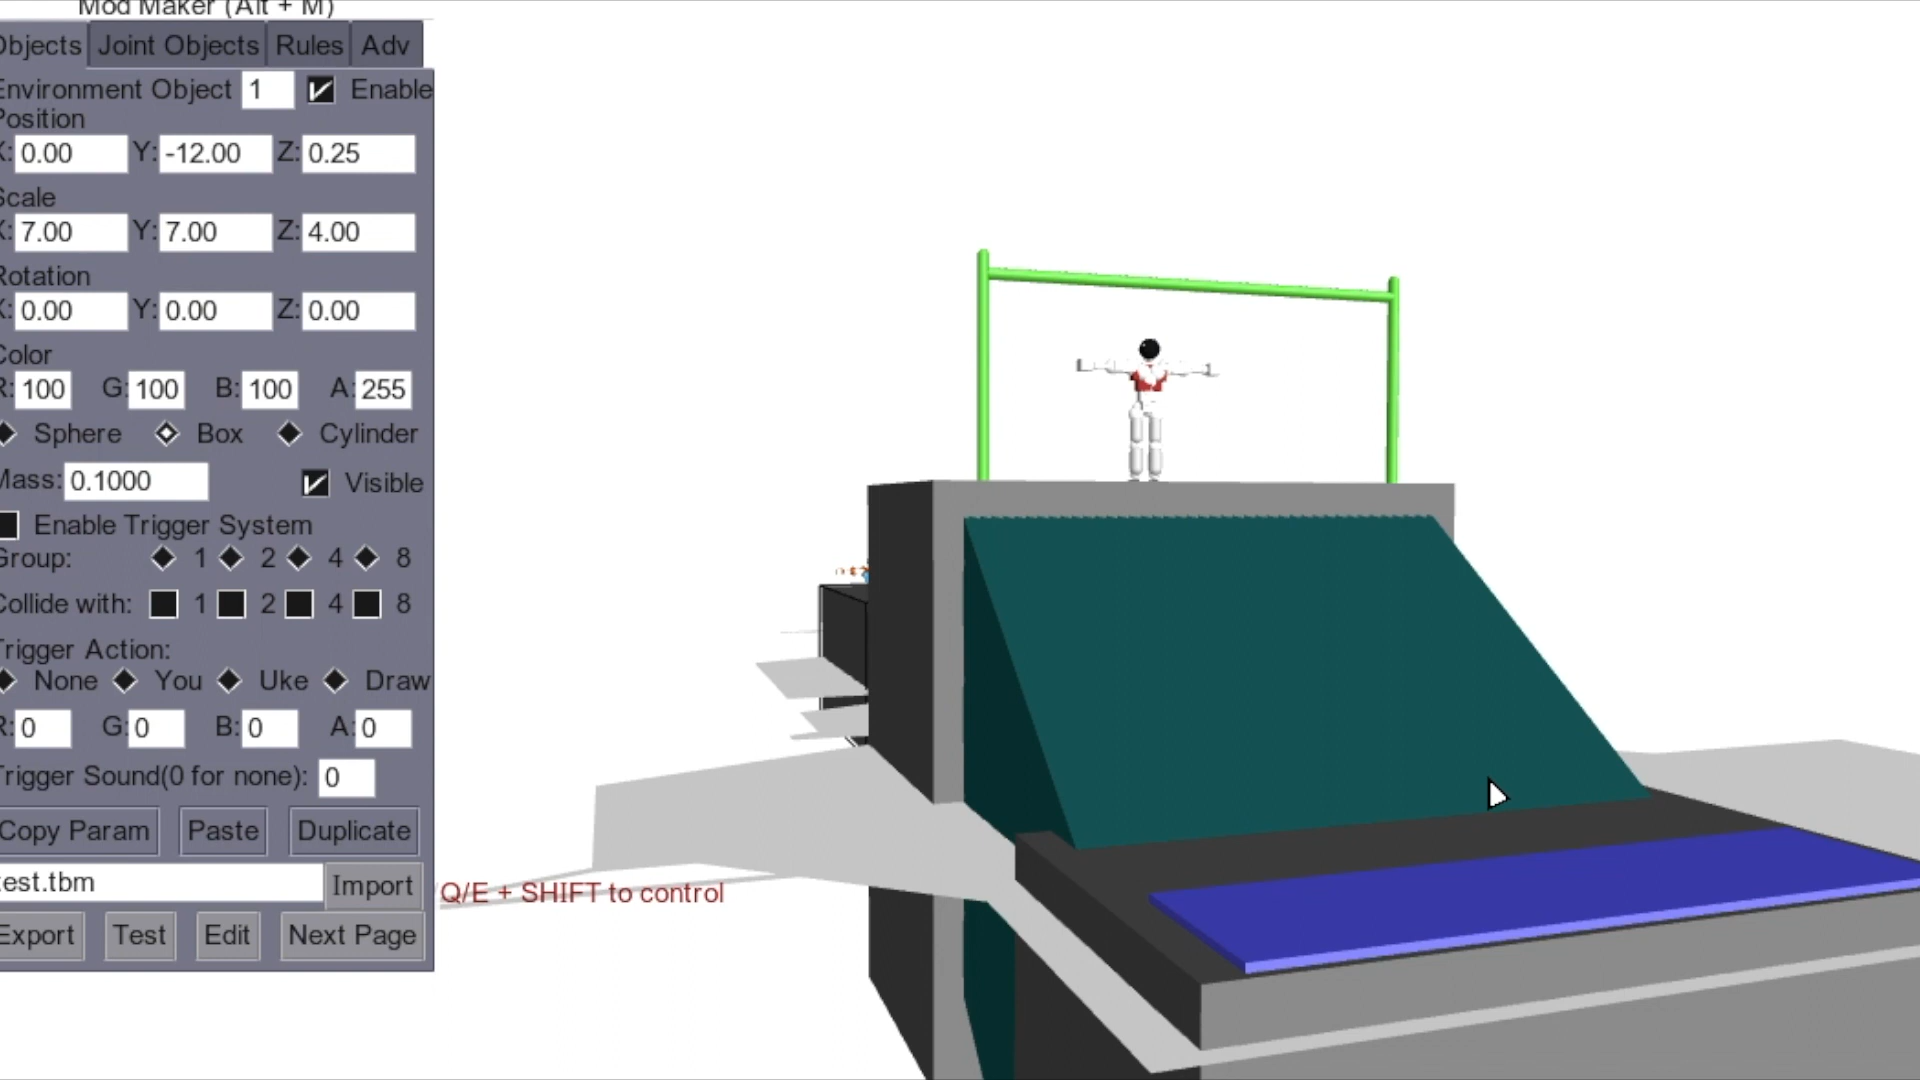 Mod Maker (Alt + M)
Objects Joint Objects Rules Adv
Environment Object 1 Enable
Position
X: 0.00 Y: -12.00 Z: 0.25
Scale
X: 7.00 Y: 7.00 Z: 4.00
Rotation
X: 0.00 Y: 0.00 Z: 0.00
Color
R: 100 G: 100 B: 100 A: 255
Sphere Box Cylinder
Mass: 0.1000 Visible
Enable Trigger System
Group: 1 2 4 8
Collide with: 1 2 4 8
Trigger Action:
None You Uke Draw
R: 0 G: 0 B: 0 A: 0
Trigger Sound(0 for none): 0
Copy Param Paste Duplicate
test.tbm Import
Q/E + SHIFT to control
Export Test Edit Next Page